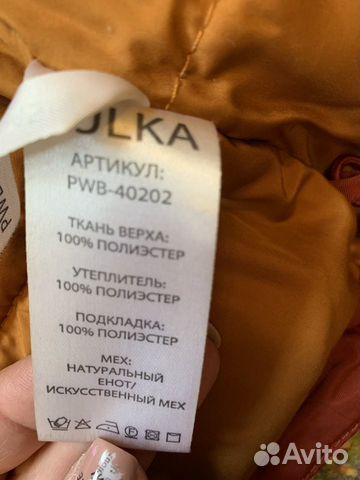 ULKA
АРТИКУЛ:
PWB-40202
ТКАНЬ ВЕРХА:
100% ПОЛИЭСТЕР
УТЕПЛИТЕЛЬ:
100% ПОЛИЭСТЕР
ПОДКЛАДКА:
100% ПОЛИЭСТЕР
МЕХ:
НАТУРАЛЬНЫЙ
ЕНОТ/
ИСКУССТВЕННЫЙ МЕХ
Avito